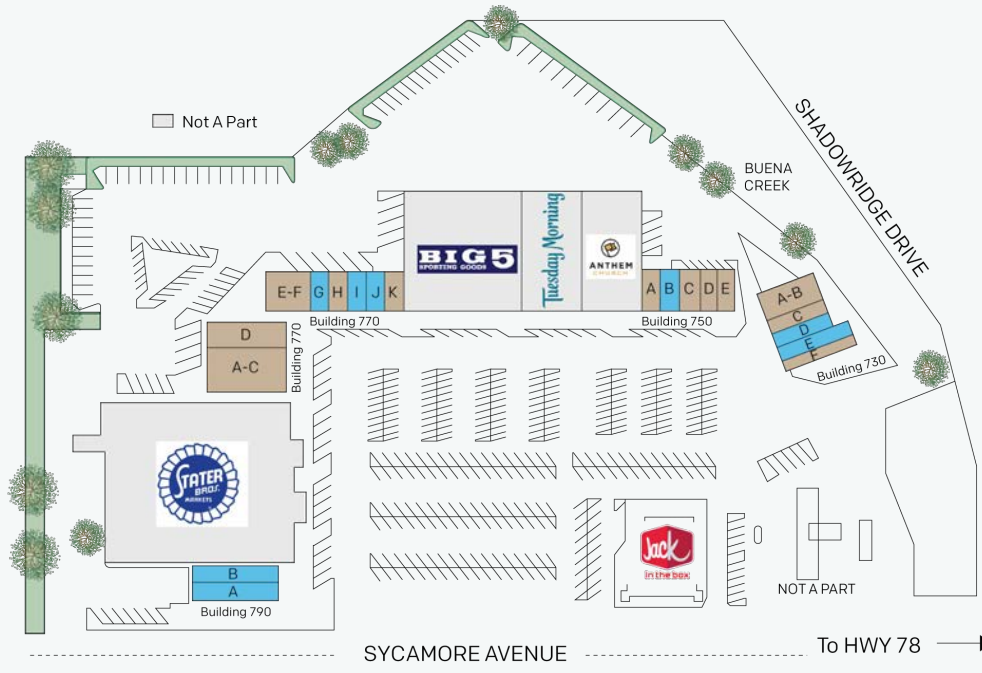 Not A Part
SHADOWRIDGE DRIVE
BUENA
CREEK
BIG 5
SPORTING GOODS
Tuesday Morning
ANTHEM
CHURCH
E-F G H I J K
A B C D E
Building 770
Building 750
A-B
C
D
E
F
Building 730
D
A-C
Building 770
STATER
BROS.
MARKETS
Jack
in the box
B
A
Building 790
NOT A PART
SYCAMORE AVENUE
To HWY 78